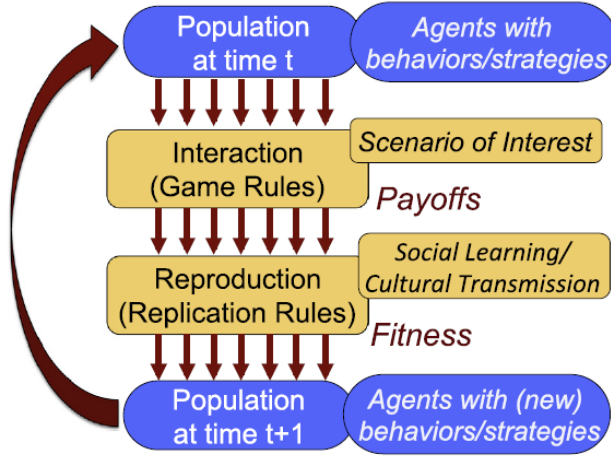 Population
at time t
Agents with
behaviors/strategies
Interaction
(Game Rules)
Scenario of Interest
Payoffs
Reproduction
(Replication Rules)
Social Learning/
Cultural Transmission
Fitness
Population
at time t+1
Agents with (new)
behaviors/strategies